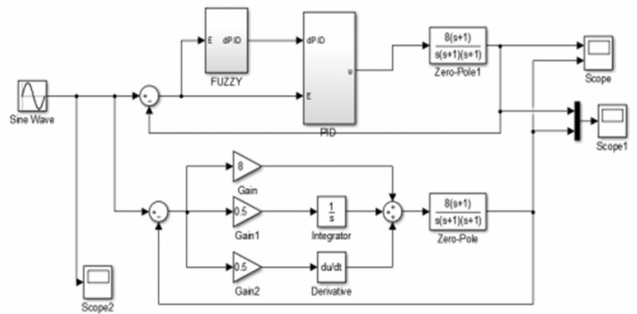 E dPID
FUZZY
dPID
u
E
PID
8(s+1)
s(s+1)(s+1)
Zero-Pole1
Scope
Sine Wave
Scope1
8
Gain
0.5
Gain1
1
s
Integrator
8(s+1)
s(s+1)(s+1)
Zero-Pole
0.5
Gain2
du/dt
Derivative
Scope2